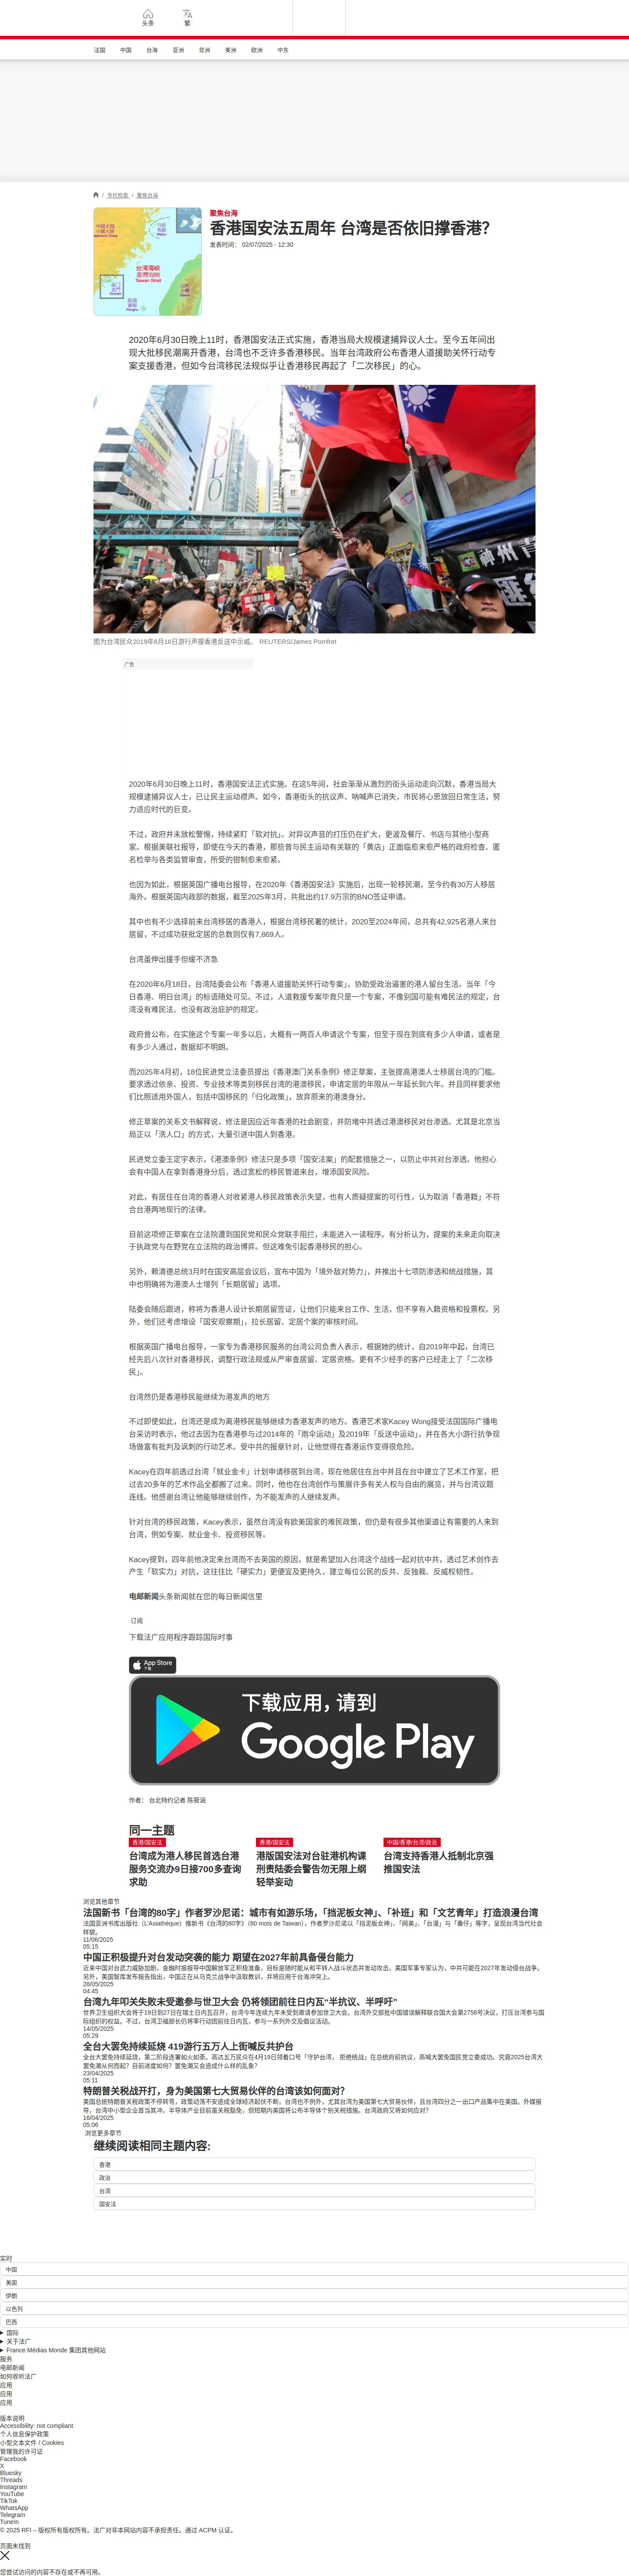 头条
繁
法国 中国 台海 亚洲 非洲 美洲 欧洲 中东
/ 专栏检索 / 聚焦台海
聚焦台海
香港国安法五周年 台湾是否依旧撑香港？
发表时间： 02/07/2025 - 12:30
台湾海峡
Taiwan Strait
2020年6月30日晚上11时，香港国安法正式实施，香港当局大规模逮捕异议人士。至今五年间出
现大批移民潮离开香港，台湾也不乏许多香港移民。当年台湾政府公布香港人道援助关怀行动专
案支援香港，但如今台湾移民法规似乎让香港移民再起了「二次移民」的心。
图为台湾民众2019年6月16日游行声援香港反送中示威。 REUTERS/James Pomfret
广告
2020年6月30日晚上11时，香港国安法正式实施。在这5年间，社会渐渐从激烈的街头运动走向沉默，香港当局大
规模逮捕异议人士，已让民主运动襟声。如今，香港街头的抗议声、呐喊声已消失，市民将心思放回日常生活，努
力适应时代的巨变。
不过，政府并未放松警惕，持续紧盯「软对抗」。对异议声音的打压仍在扩大，更波及餐厅、书店与其他小型商
家。根据美联社报导，即使在今天的香港，那些曾与民主运动有关联的「黄店」正面临愈来愈严格的政府检查、匿
名检举与各类监管审查，所受的钳制愈来愈紧。
也因为如此，根据英国广播电台报导，在2020年《香港国安法》实施后，出现一轮移民潮，至今约有30万人移居
海外。根据英国内政部的数据，截至2025年3月，共批出约17.9万宗的BNO签证申请。
其中也有不少选择前来台湾移居的香港人，根据台湾移民署的统计，2020至2024年间，总共有42,925名港人来台
居留，不过成功获批定居的总数则仅有7,869人。
台湾虽伸出援手但缓不济急
在2020年6月18日，台湾陆委会公布「香港人道援助关怀行动专案」，协助受政治逼害的港人留台生活。当年「今
日香港、明日台湾」的标语随处可见。不过，人道救援专案毕竟只是一个专案，不像别国可能有难民法的规定，台
湾没有难民法、也没有政治庇护的规定。
政府曾公布，在实施这个专案一年多以后，大概有一两百人申请这个专案，但至于现在到底有多少人申请，或者是
有多少人通过，数据却不明朗。
而2025年4月初，18位民进党立法委员提出《香港澳门关系条例》修正草案，主张提高港澳人士移居台湾的门槛。
要求透过依亲、投资、专业技术等类别移民台湾的港澳移民，申请定居的年限从一年延长到六年。并且同样要求他
们比照适用外国人，包括中国移民的「归化政策」，放弃原来的港澳身分。
修正草案的关系文书解释说，修法是因应近年香港的社会剧变，并防堵中共透过港澳移民对台渗透。尤其是北京当
局正以「洗人口」的方式，大量引进中国人到香港。
民进党立委王定宇表示，《港澳条例》修法只是多项「国安法案」的配套措施之一，以防止中共对台渗透。他担心
会有中国人在拿到香港身分后，透过宽松的移民管道来台，增添国安风险。
对此，有居住在台湾的香港人对收紧港人移民政策表示失望，也有人质疑提案的可行性，认为取消「香港籍」不符
合台港两地现行的法律。
目前这项修正草案在立法院遭到国民党和民众党联手阻拦，未能进入一读程序。有分析认为，提案的未来走向取决
于执政党与在野党在立法院的政治博弈。但这难免引起香港移民的担心。
另外，赖清德总统3月时在国安高层会议后，宣布中国为「境外敌对势力」，并推出十七项防渗透和统战措施，其
中也明确将为港澳人士增列「长期居留」选项。
陆委会随后跟进，称将为香港人设计长期居留签证，让他们只能来台工作、生活，但不享有入籍资格和投票权。另
外，他们还考虑增设「国安观察期」，拉长居留、定居个案的审核时间。
根据英国广播电台报导，一家专为香港移民服务的台湾公司负责人表示，根据她的统计，自2019年中起，台湾已
经先后八次针对香港移民，调整行政法规或从严审查居留、定居资格。更有不少经手的客户已经走上了「二次移
民」。
台湾然仍是香港移民能继续为港发声的地方
不过即使如此，台湾还是成为离港移民能够继续为香港发声的地方。香港艺术家Kacey Wong接受法国国际广播电
台采访时表示，他过去因为在香港参与过2014年的「雨伞运动」及2019年「反送中运动」，并在各大小游行抗争现
场做富有批判及讽刺的行动艺术。受中共的报章针对，让他觉得在香港运作变得很危险。
Kacey在四年前透过台湾「就业金卡」计划申请移居到台湾，现在他居住在台中并且在台中建立了艺术工作室，把
过去20多年的艺术作品全都搬了过来。同时，他也在台湾创作与策展许多有关人权与自由的展览，并与台湾议题
连线。他感谢台湾让他能够继续创作，为不能发声的人继续发声。
针对台湾的移民政策，Kacey表示，虽然台湾没有欧美国家的难民政策，但仍是有很多其他渠道让有需要的人来到
台湾，例如专案、就业金卡、投资移民等。
Kacey提到，四年前他决定来台湾而不去英国的原因，就是希望加入台湾这个战线一起对抗中共，透过艺术创作去
产生「软实力」对抗，这往往比「硬实力」更便宜及更持久，建立每位公民的反共、反独裁、反威权韧性。
电邮新闻头条新闻就在您的每日新闻信里
订阅
下载法广应用程序跟踪国际时事
App Store
下载
下载应用，请到
Google Play
作者： 台北特约记者 陈筱涵
同一主题
香港/国安法
台湾成为港人移民首选台港
服务交流办9日接700多查询
求助
香港/国安法
港版国安法对台驻港机构课
刑责陆委会警告勿无限上纲
轻举妄动
中国/香港/台湾/政治
台湾支持香港人抵制北京强
推国安法
浏览其他章节
法国新书「台湾的80字」作者罗沙尼诺：城市有如游乐场，「挡泥板女神」、「补班」和「文艺青年」打造浪漫台湾
法国亚洲书库出版社（L'Asiathèque）推新书《台湾的80字》（80 mots de Taiwan），作者罗沙尼诺以「挡泥板女神」、「网美」、「台漫」与「番仔」等字，呈现台湾当代社会
样貌。
11/06/2025
05:15
中国正积极提升对台发动突袭的能力 期望在2027年前具备侵台能力
近来中国对台武力威胁加剧，金融时报报导中国解放军正积极准备，目标是随时能从和平转入战斗状态并发动攻击。美国军事专家认为，中共可能在2027年发动侵台战争。
另外，美国智库发布报告指出，中国正在从乌克兰战争中汲取教训，并将应用于台海冲突上。
28/05/2025
04:45
台湾九年叩关失败未受邀参与世卫大会 仍将领团前往日内瓦“半抗议、半呼吁”
世界卫生组织大会将于19日到27日在瑞士日内瓦召开，台湾今年连续九年未受到邀请参加世卫大会。台湾外交部批中国错误解释联合国大会第2758号决议，打压台湾参与国
际组织的权益。不过，台湾卫福部长仍将率行动团前往日内瓦，参与一系列外交及倡议活动。
14/05/2025
05:29
全台大罢免持续延烧 419游行五万人上街喊反共护台
全台大罢免持续延烧，第二阶段连署如火如荼。高达五万民众在4月19日领着口号「守护台湾， 拒绝统战」在总统府前抗议，高喊大罢免国民党立委成功。究竟2025台湾大
罢免潮从何而起？目前进度如何？罢免潮又会造成什么样的乱象？
23/04/2025
05:11
特朗普关税战开打，身为美国第七大贸易伙伴的台湾该如何面对？
美国总统特朗普关税政策不停转弯，政策动荡不安造成全球经济起伏不断。台湾也不例外，尤其台湾为美国第七大贸易伙伴，且台湾四分之一出口产品集中在美国。外媒报
导，台湾中小型企业首当其冲。半导体产业目前虽关税豁免，但短期内美国将公布半导体个别关税措施。台湾政府又将如何应对？
16/04/2025
05:06
浏览更多章节
继续阅读相同主题内容:
香港
政治
台湾
国安法
实时
中国
美国
伊朗
以色列
巴西
国际
关于法广
France Médias Monde 集团其他网站
服务
电邮新闻
如何收听法广
应用
应用
应用
版本说明
Accessibility: not compliant
个人信息保护政策
小型文本文件 / Cookies
管理我的许可证
Facebook
X
Bluesky
Threads
Instagram
YouTube
TikTok
WhatsApp
Telegram
TuneIn
© 2025 RFI – 版权所有版权所有。法广对非本网站内容不承担责任。通过 ACPM 认证。
页面未找到
您尝试访问的内容不存在或不再可用。